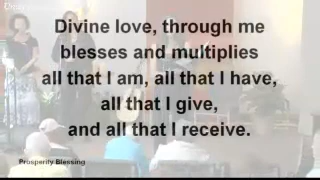 Divine love, through me
blesses and multiplies
all that I am, all that I have,
all that I give,
and all that I receive.
Prosperity Blessing